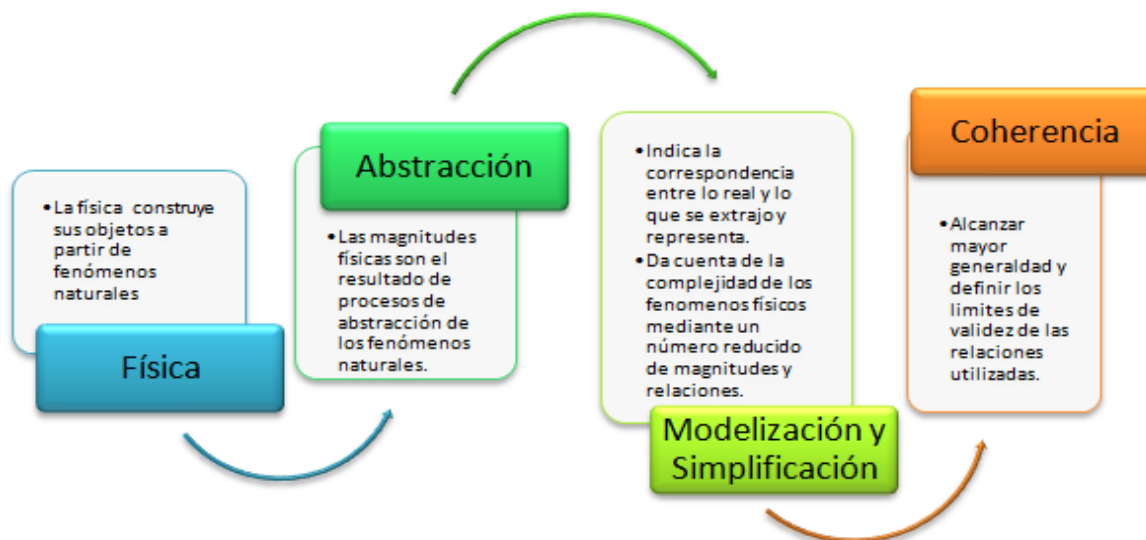 •La física construye
sus objetos a
partir de
fenómenos
naturales
Física
Abstracción
•Las magnitudes
físicas son el
resultado de
procesos de
abstracción de
los fenómenos
naturales.
•Indica la
correspondencia
entre lo real y lo
que se extrajo y
representa.
•Da cuenta de la
complejidad de los
fenomenos físicos
mediante un
número reducido
de magnitudes y
relaciones.
Modelización y
Simplificación
Coherencia
•Alcanzar
mayor
generaldad y
definir los
limites de
validez de las
relaciones
utilizadas.